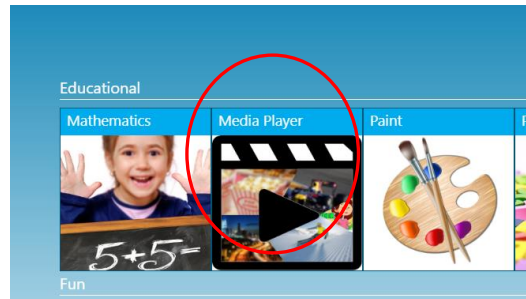 Educational
Mathematics
Media Player
Paint
5+5=
Fun